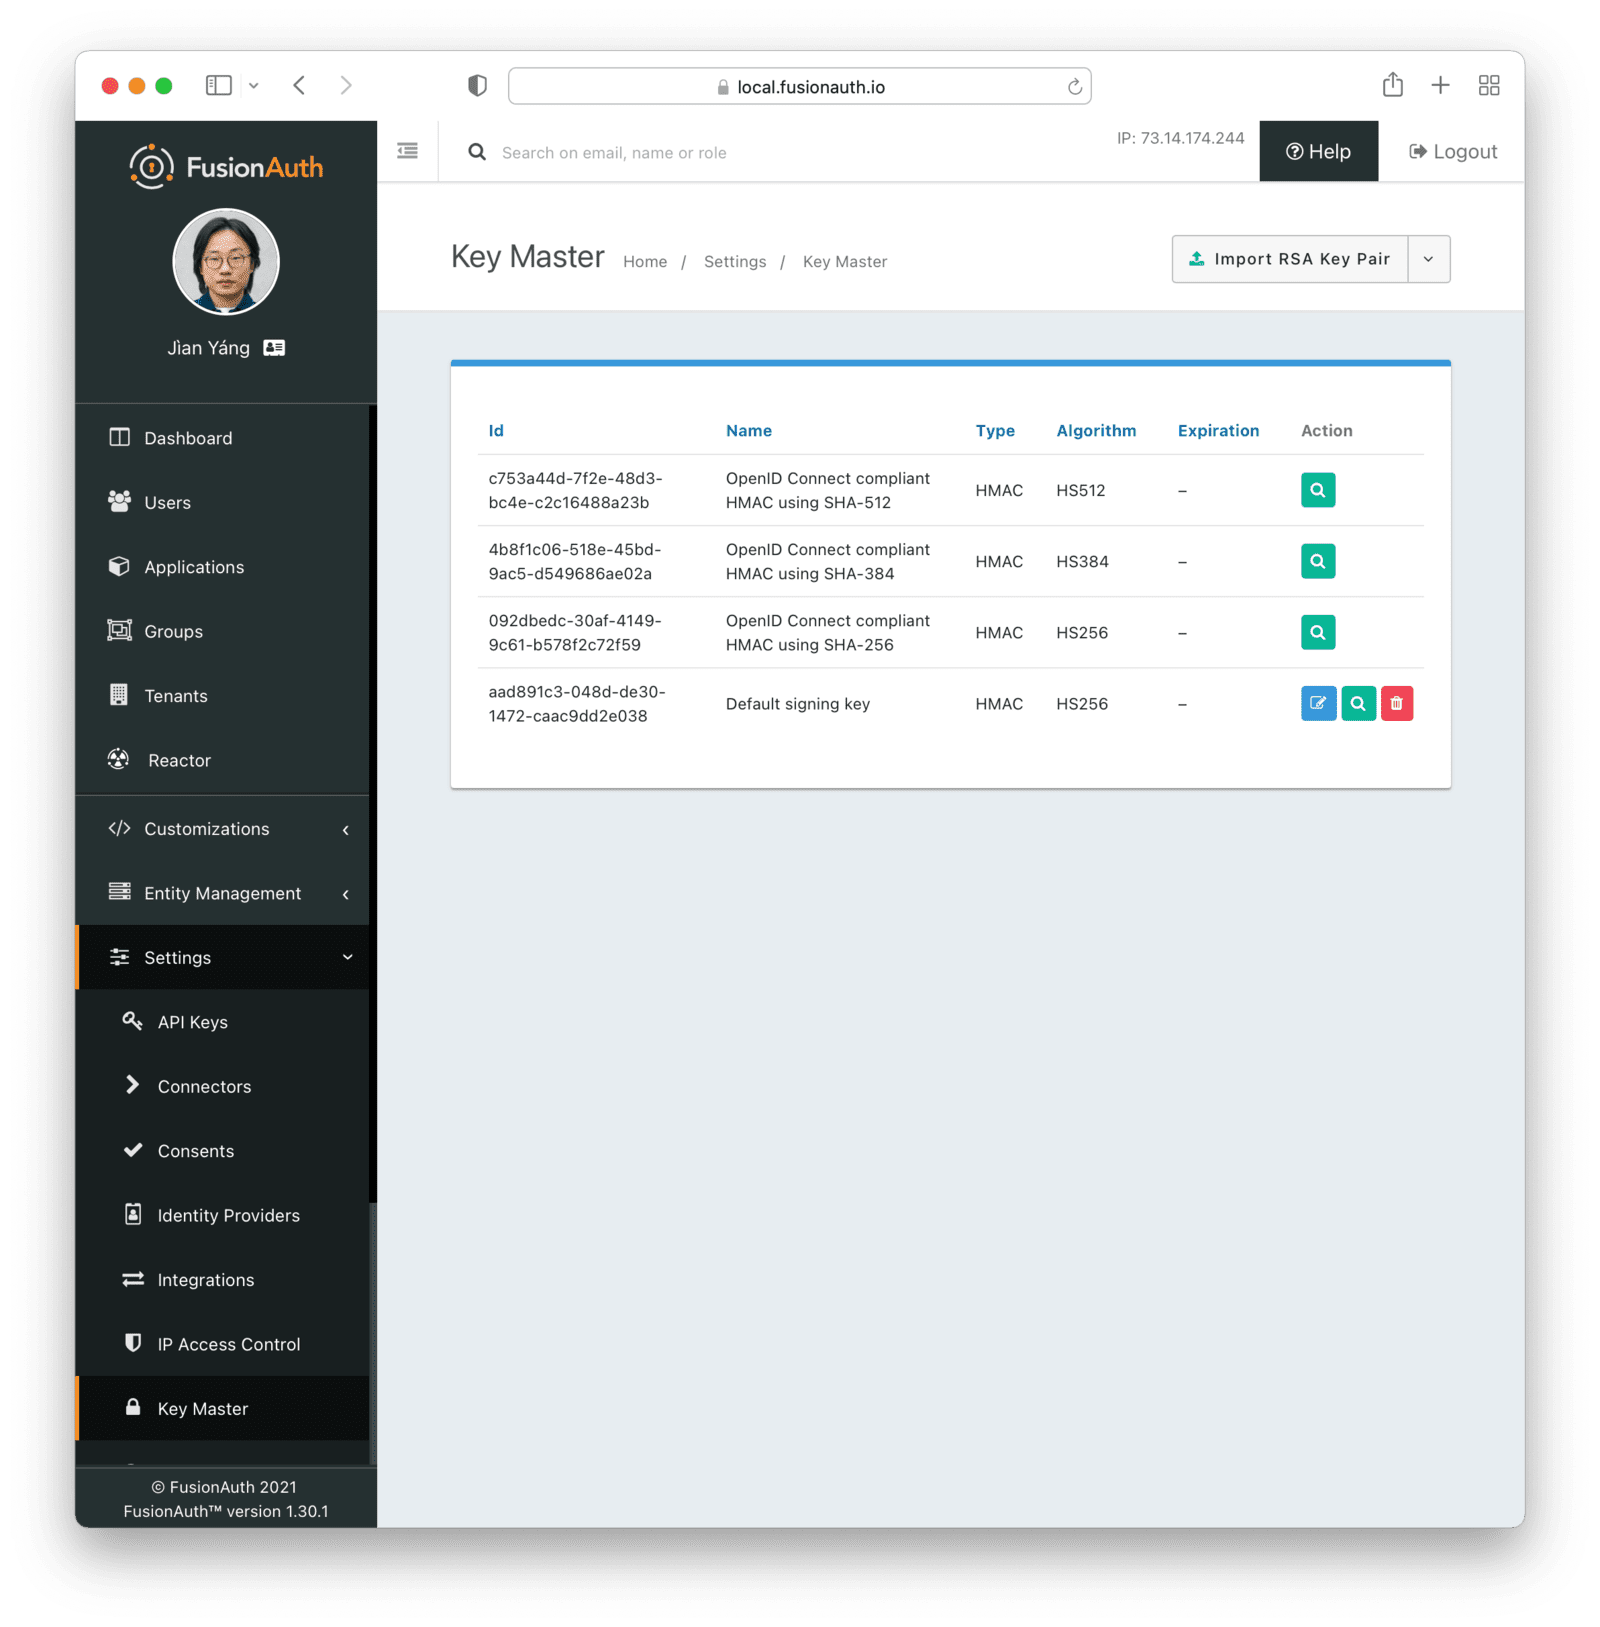 local.fusionauth.io
FusionAuth
Search on email, name or role
IP: 73.14.174.244
Help
Logout
Jìan Yáng
Dashboard
Users
Applications
Groups
Tenants
Reactor
Customizations
Entity Management
Settings
API Keys
Connectors
Consents
Identity Providers
Integrations
IP Access Control
Key Master
© FusionAuth 2021
FusionAuth™ version 1.30.1
Key Master
Home / Settings / Key Master
Import RSA Key Pair
Id Name Type Algorithm Expiration Action
c753a44d-7f2e-48d3-
bc4e-c2c16488a23b
OpenID Connect compliant
HMAC using SHA-512
HMAC HS512 –
4b8f1c06-518e-45bd-
9ac5-d549686ae02a
OpenID Connect compliant
HMAC using SHA-384
HMAC HS384 –
092dbedc-30af-4149-
9c61-b578f2c72f59
OpenID Connect compliant
HMAC using SHA-256
HMAC HS256 –
aad891c3-048d-de30-
1472-caac9dd2e038
Default signing key
HMAC HS256 –